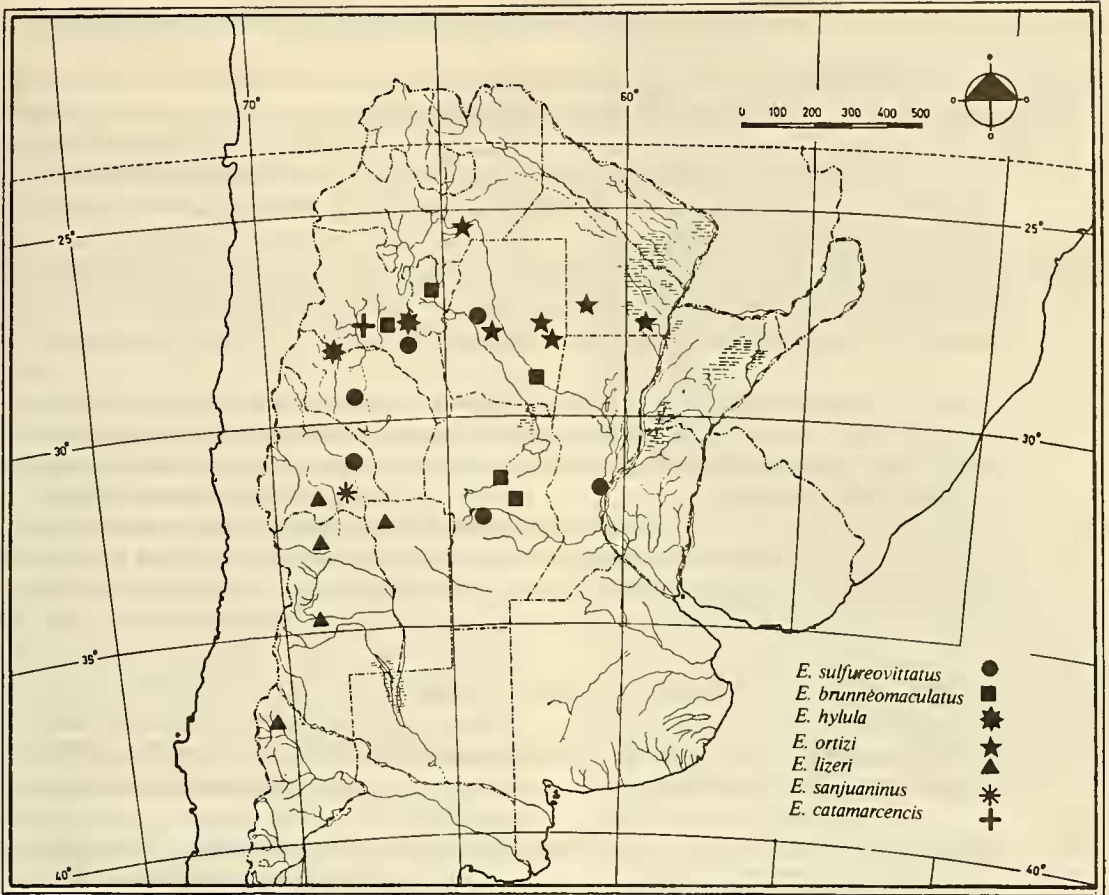 70°
60°
0 100 200 300 400 500
25°
25°
30°
30°
35°
40°
40°
E. sulfureovittatus
E. brunnèomaculatus
E. hylula
E. ortizi
E. lizeri
E. sanjuaninus
E. catamarcencis